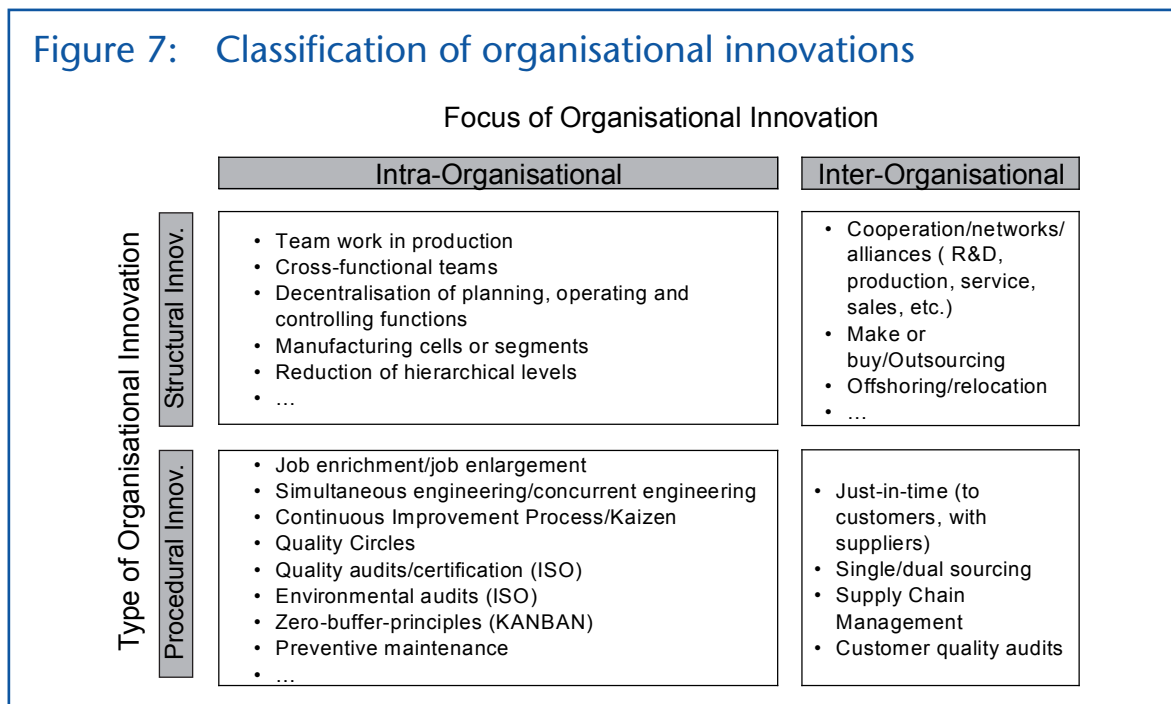 Figure 7: Classification of organisational innovations
Focus of Organisational Innovation
Intra-Organisational
Inter-Organisational
Type of Organisational Innovation
Structural Innov.
• Team work in production
• Cross-functional teams
• Decentralisation of planning, operating and
controlling functions
• Manufacturing cells or segments
• Reduction of hierarchical levels
• …
• Cooperation/networks/
alliances ( R&D,
production, service,
sales, etc.)
• Make or
buy/Outsourcing
• Offshoring/relocation
• …
Procedural Innov.
• Job enrichment/job enlargement
• Simultaneous engineering/concurrent engineering
• Continuous Improvement Process/Kaizen
• Quality Circles
• Quality audits/certification (ISO)
• Environmental audits (ISO)
• Zero-buffer-principles (KANBAN)
• Preventive maintenance
• …
• Just-in-time (to
customers, with
suppliers)
• Single/dual sourcing
• Supply Chain
Management
• Customer quality audits